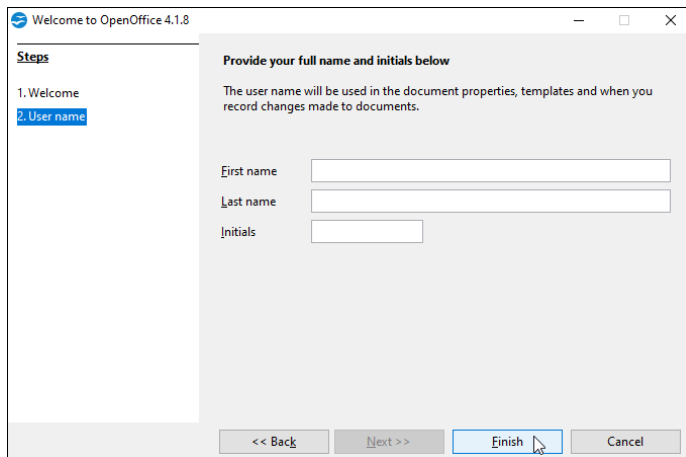 Welcome to OpenOffice 4.1.8
Steps
1. Welcome
2. User name
Provide your full name and initials below
The user name will be used in the document properties, templates and when you
record changes made to documents.
First name
Last name
Initials
<< Back
Next >>
Finish
Cancel